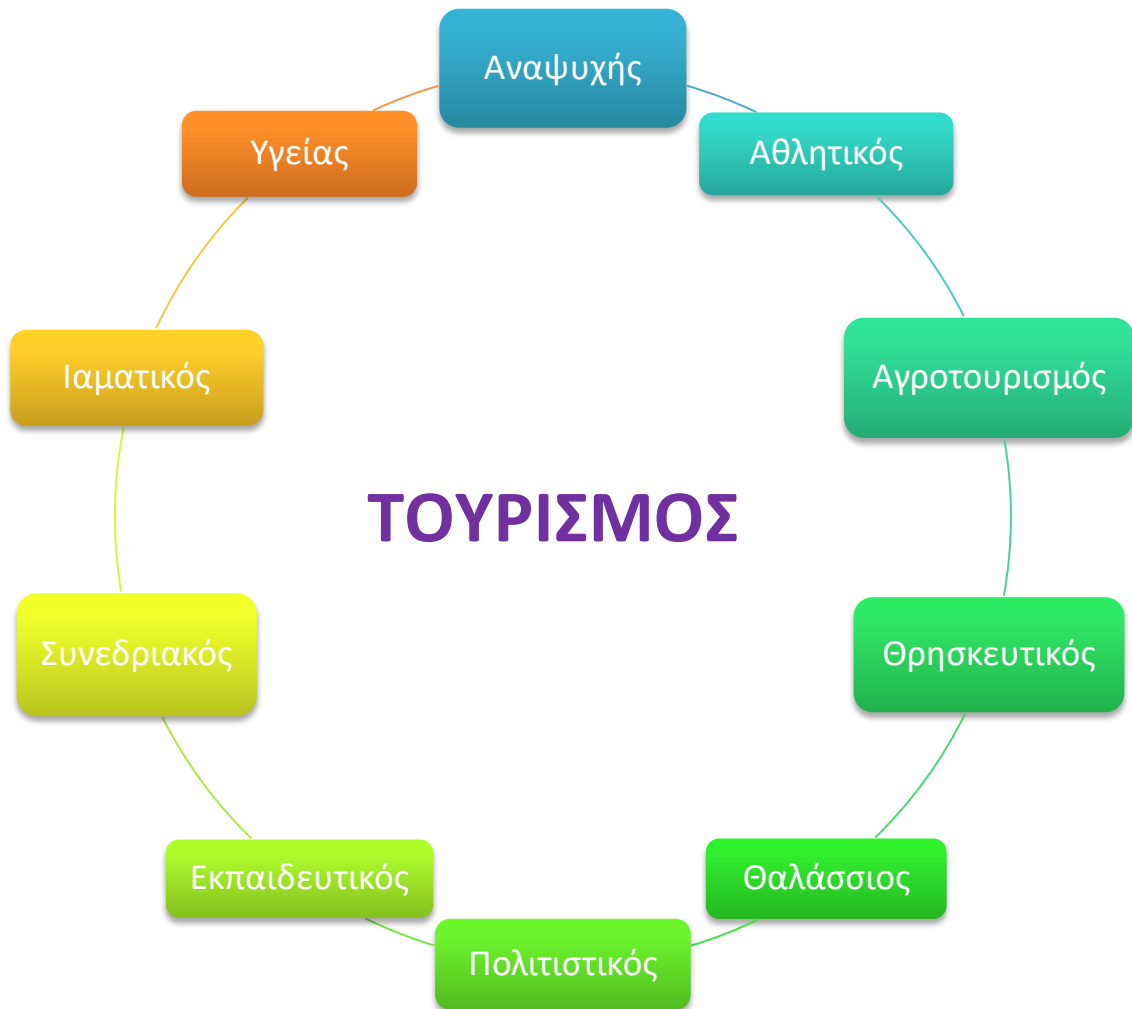 Αναψυχής
Αθλητικός
Αγροτουρισμός
Θρησκευτικός
Θαλάσσιος
Πολιτιστικός
Εκπαιδευτικός
Συνεδριακός
Ιαματικός
Υγείας
ΤΟΥΡΙΣΜΟΣ